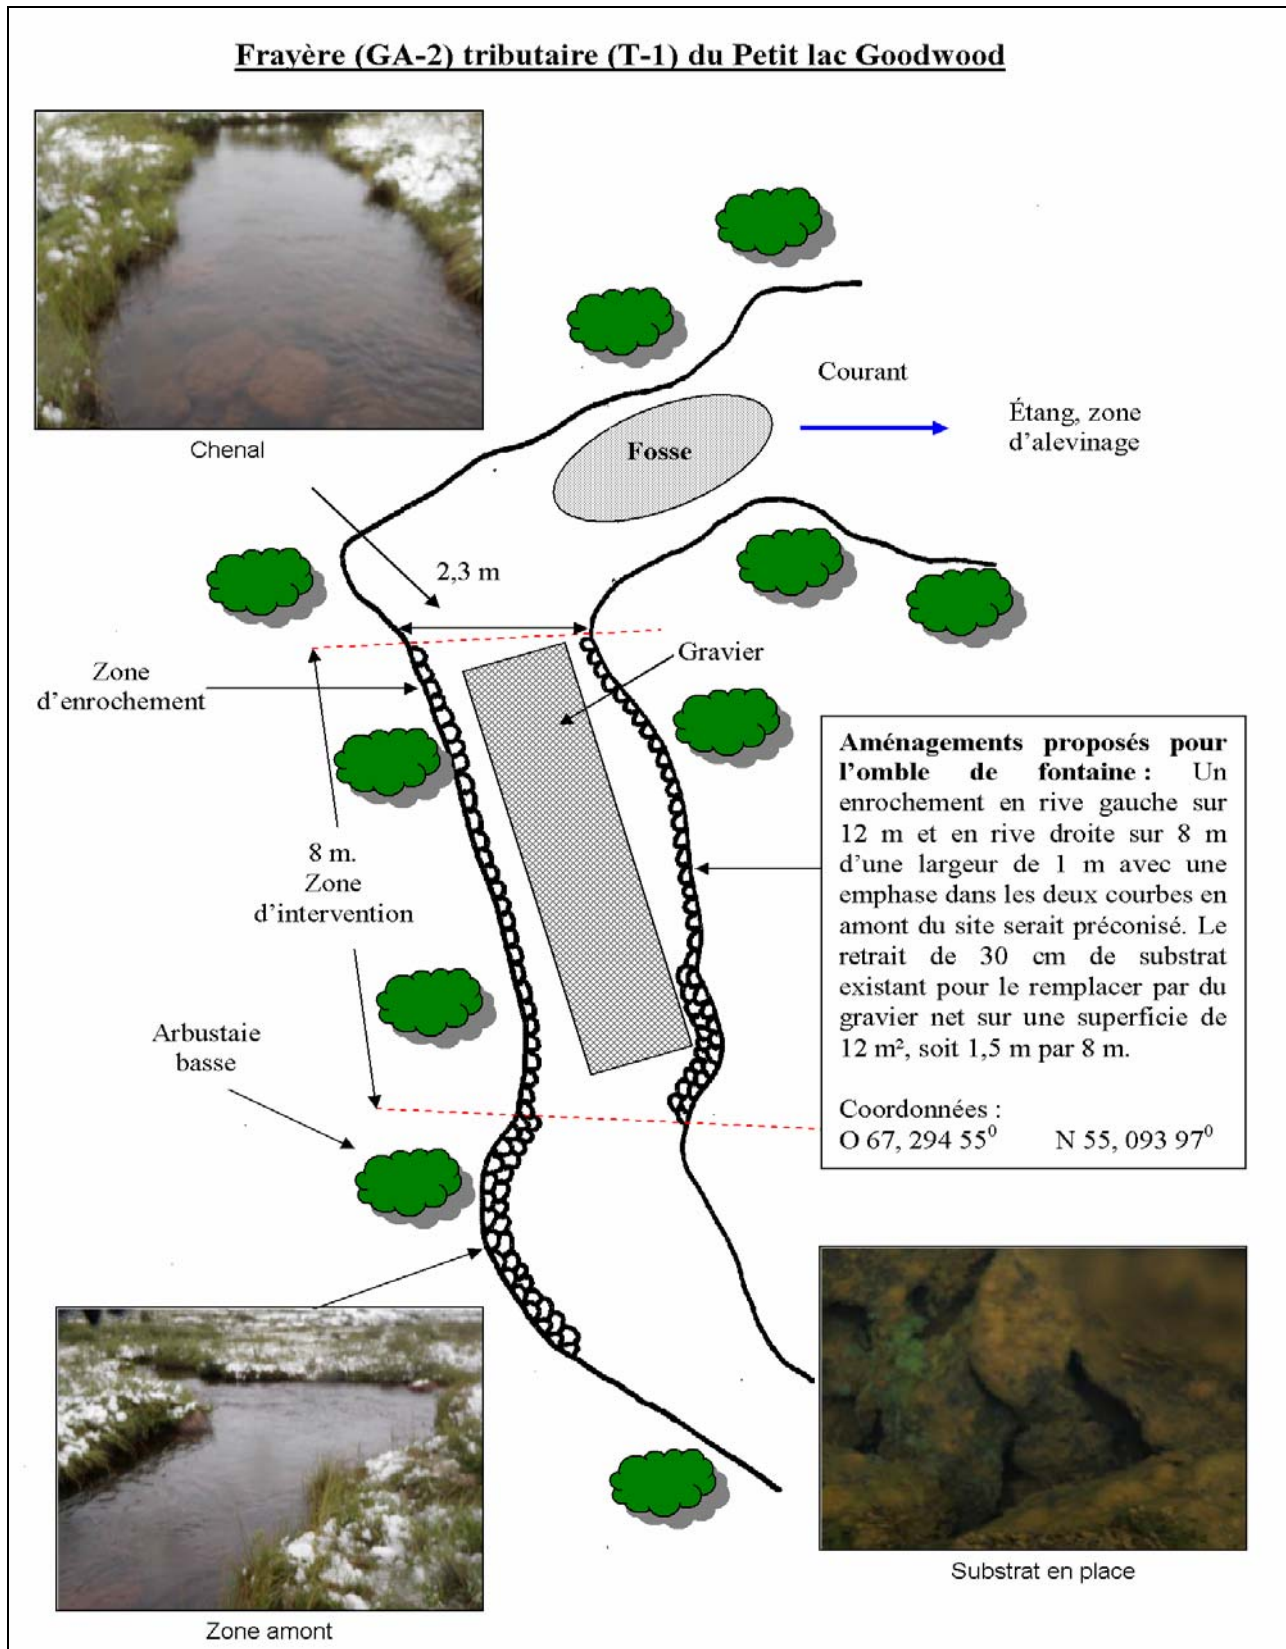 Frayère (GA-2) tributaire (T-1) du Petit lac Goodwood
Chenal
Courant
Étang, zone
d'alevinage
Fosse
2,3 m
Zone
d'enrochement
Gravier
8 m.
Zone
d'intervention
Arbustaie
basse
Aménagements proposés pour
l'omble de fontaine : Un
enrochement en rive gauche sur
12 m et en rive droite sur 8 m
d'une largeur de 1 m avec une
emphase dans les deux courbes en
amont du site serait préconisé. Le
retrait de 30 cm de substrat
existant pour le remplacer par du
gravier net sur une superficie de
12 m², soit 1,5 m par 8 m.
Coordonnées :
O 67, 294 55⁰ N 55, 093 97⁰
Substrat en place
Zone amont